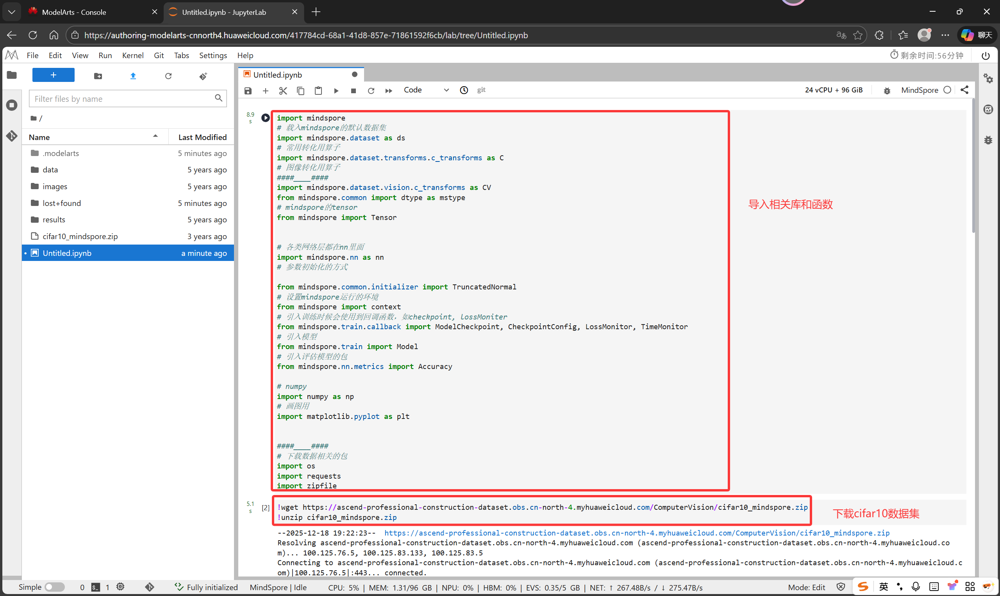 ModelArts - Console
Untitled.ipynb - JupyterLab
https://authoring-modelarts-cnnorth4.huaweicloud.com/417784cd-68a1-41d8-857e-71861592f6cb/lab/tree/Untitled.ipynb
聊天
File Edit View Run Kernel Git Tabs Settings Help
剩余时间:56分钟
Filter files by name
/
Name Last Modified
.modelarts 5 minutes ago
data 5 years ago
images 5 years ago
lost+found 5 minutes ago
results 5 years ago
cifar10_mindspore.zip 3 years ago
Untitled.ipynb a minute ago
Untitled.ipynb
Code git 24 vCPU + 96 GiB MindSpore
8.9
s
import mindspore
# 载入mindspore的默认数据集
import mindspore.dataset as ds
# 常用转化用算子
import mindspore.dataset.transforms.c_transforms as C
# 图像转化用算子
####____####
import mindspore.dataset.vision.c_transforms as CV
from mindspore.common import dtype as mstype
# mindspore的tensor
from mindspore import Tensor
# 各类网络层都在nn里面
import mindspore.nn as nn
# 参数初始化的方式
from mindspore.common.initializer import TruncatedNormal
# 设置mindspore运行的环境
from mindspore import context
# 引入训练时候会使用到回调函数，如checkpoint, lossMoniter
from mindspore.train.callback import ModelCheckpoint, CheckpointConfig, LossMonitor, TimeMonitor
# 引入模型
from mindspore.train import Model
# 引入评估模型的包
from mindspore.nn.metrics import Accuracy
# numpy
import numpy as np
# 画图用
import matplotlib.pyplot as plt
####____####
# 下载数据相关的包
import os
import requests
import zipfile
导入相关库和函数
5.1
s
[2]
!wget https://ascend-professional-construction-dataset.obs.cn-north-4.myhuaweicloud.com/ComputerVision/cifar10_mindspore.zip
!unzip cifar10_mindspore.zip
下载cifar10数据集
--2025-12-18 19:22:23-- https://ascend-professional-construction-dataset.obs.cn-north-4.myhuaweicloud.com/ComputerVision/cifar10_mindspore.zip
Resolving ascend-professional-construction-dataset.obs.cn-north-4.myhuaweicloud.com (ascend-professional-construction-dataset.obs.cn-north-4.myhuaweicloud.co
m)... 100.125.76.5, 100.125.83.133, 100.125.83.5
Connecting to ascend-professional-construction-dataset.obs.cn-north-4.myhuaweicloud.com (ascend-professional-construction-dataset.obs.cn-north-4.myhuaweicloud.c
om)|100.125.76.5|:443... connected.
Simple 0 1 Fully initialized MindSpore | Idle CPU: 5% | MEM: 1.31/96 GB | NPU: 0% | HBM: 0% | EVS: 0.35/5 GB | NET: ↑ 267.48B/s / ↓ 275.47B/s Mode: Edit 英